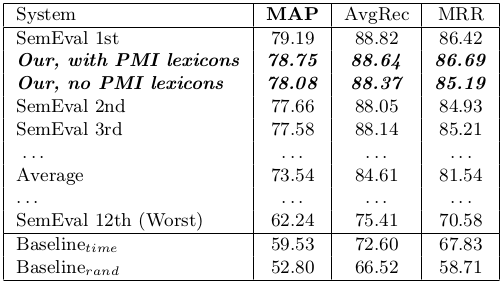 System MAP AvgRec MRR
SemEval 1st 79.19 88.82 86.42
Our, with PMI lexicons 78.75 88.64 86.69
Our, no PMI lexicons 78.08 88.37 85.19
SemEval 2nd 77.66 88.05 84.93
SemEval 3rd 77.58 88.14 85.21
... ... ... ...
Average 73.54 84.61 81.54
... ... ... ...
SemEval 12th (Worst) 62.24 75.41 70.58
Baseline time 59.53 72.60 67.83
Baseline rand 52.80 66.52 58.71